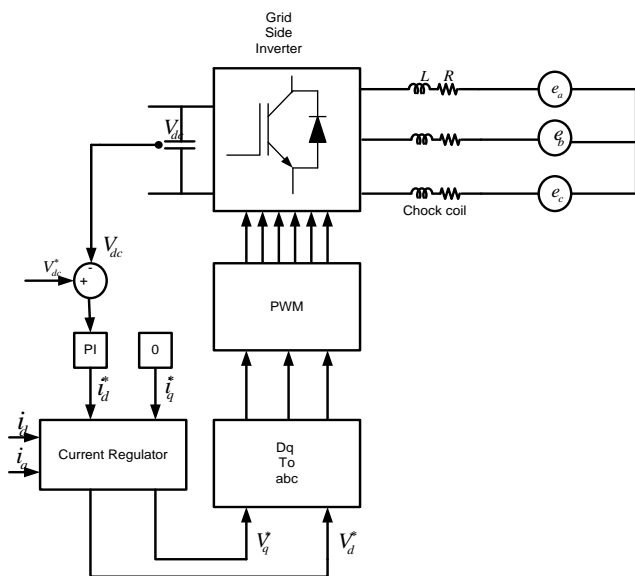 Grid
Side
Inverter
L R
e_a
V_dc
e_b
e_c
Chock coil
V_dc
V_dc^*
-
+
PWM
PI
0
i_d^*
i_q^*
i_d
i_q
Current Regulator
Dq
To
abc
V_q^*
V_d^*